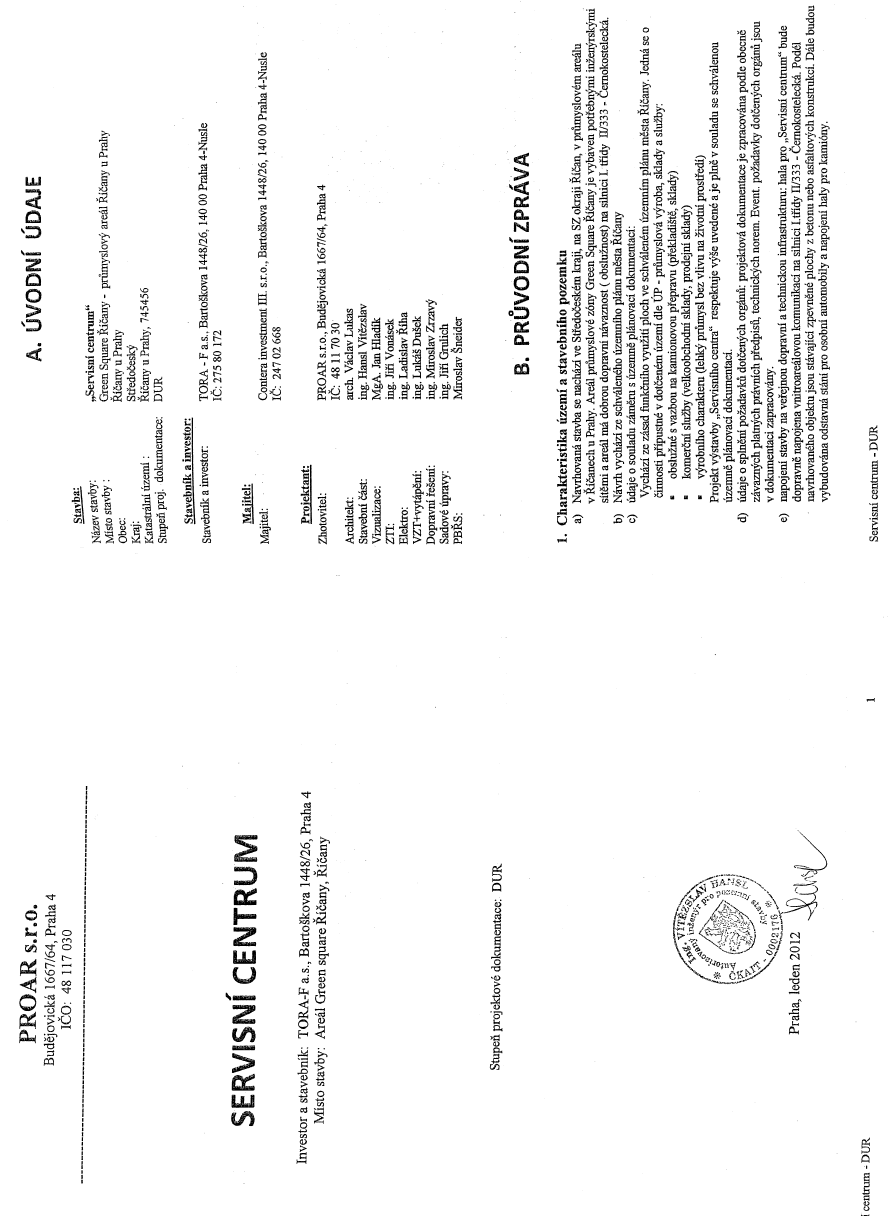 PROAR s.r.o.
Budějovická 1667/64, Praha 4
IČO: 48 117 030
SERVISNÍ CENTRUM
Investor a stavebník: TORA-F a.s., Bartoškova 1448/26, Praha 4
Místo stavby: Areál Green square Říčany, Říčany
Stupeň projektové dokumentace: DUR
Ing. VÍTĚZSLAV HANSL
Autorizovaný inženýr pro pozemní stavby
ČKAIT - 0002176
Praha, leden 2012
í centrum - DUR
A. ÚVODNÍ ÚDAJE
Stavba:
Název stavby: „Servisní centrum“
Místo stavby : Green Square Říčany - průmyslový areál Říčany u Prahy
Obec: Říčany u Prahy
Kraj: Středočeský
Katastrální území : Říčany u Prahy, 745456
Stupeň proj. dokumentace: DUR
Stavebník a investor:
Stavebník a investor: TORA - F a.s., Bartoškova 1448/26, 140 00 Praha 4-Nusle
IČ: 275 80 172
Majitel:
Majitel: Contera investment III. s.r.o., Bartoškova 1448/26, 140 00 Praha 4-Nusle
IČ: 247 02 668
Projektant:
Zhotovitel: PROAR s.r.o., Budějovická 1667/64, Praha 4
IČ: 48 11 70 30
Architekt: arch. Václav Lukas
Stavební část: ing. Hansl Vítězslav
Vizualizace: MgA. Jan Hladík
ZTI: ing. Jiří Vonásek
Elektro: ing. Ladislav Říha
VZT+vytápění: ing. Lukáš Dušek
Dopravní řešení: ing. Miroslav Zrzavý
Sadové úpravy: ing. Jiří Grulich
PBŘS: Miroslav Šneider
B. PRŮVODNÍ ZPRÁVA
1. Charakteristika území a stavebního pozemku
a) Navrhovaná stavba se nachází ve Středočeském kraji, na SZ okraji Říčan, v průmyslovém areálu
v Říčanech u Prahy. Areál průmyslové zóny Green Square Říčany je vybaven potřebnými inženýrskými
sítěmi a areál má dobrou dopravní návaznost ( obslužnost) na silnici I. třídy II/333 - Černokostelecká.
b) Návrh vychází ze schváleného územního plánu města Říčany
c) údaje o souladu záměru s územně plánovací dokumentací:
Vychází ze zásad funkčního využití ploch ve schváleném územním plánu města Říčany. Jedná se o
činnosti přípustné v dotčeném území dle ÚP - průmyslová výroba, sklady a služby:
▪ obslužné s vazbou na kamionovou přepravu (překladiště, sklady)
▪ komerční služby (velkoobchodní sklady, prodejní sklady)
▪ výrobního charakteru (lehký průmysl bez vlivu na životní prostředí)
Projekt výstavby „Servisního centra“ respektuje výše uvedené a je plně v souladu se schválenou
územně plánovací dokumentací.
d) údaje o splnění požadavků dotčených orgánů: projektová dokumentace je zpracována podle obecně
závazných platných právních předpisů, technických norem. Event. požadavky dotčených orgánů jsou
v dokumentaci zapracovány.
e) napojení stavby na veřejnou dopravní a technickou infrastrukturu: hala pro „Servisní centrum“ bude
dopravně napojena vnitroareálovou komunikací na silnici I.třídy II/333 - Černokostelecká. Podél
navrhovaného objektu jsou stávající zpevněné plochy z betonu nebo asfaltových konstrukcí. Dále budou
vybudována odstavná stání pro osobní automobily a napojení haly pro kamióny.
Servisní centrum - DUR
1